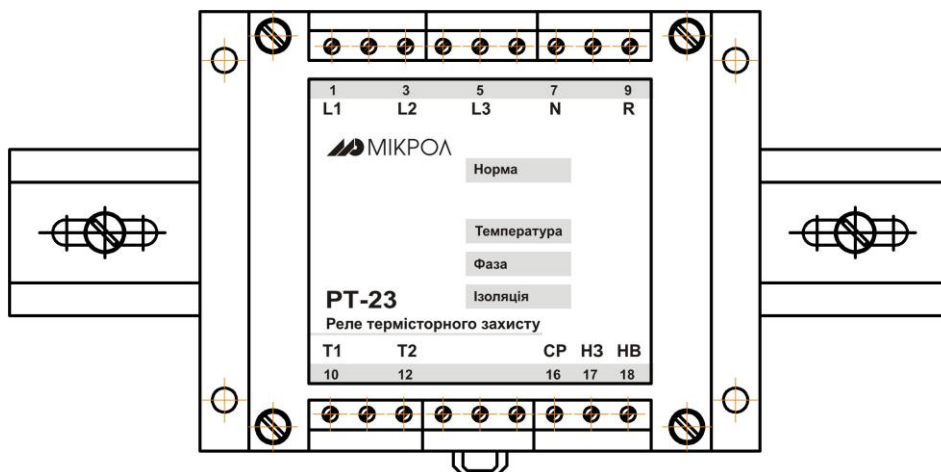 1 3 5 7 9
L1 L2 L3 N R
МІКРОЛ
Норма
Температура
Фаза
Ізоляція
РТ-23
Реле термісторного захисту
Т1 Т2 СР НЗ НВ
10 12 16 17 18